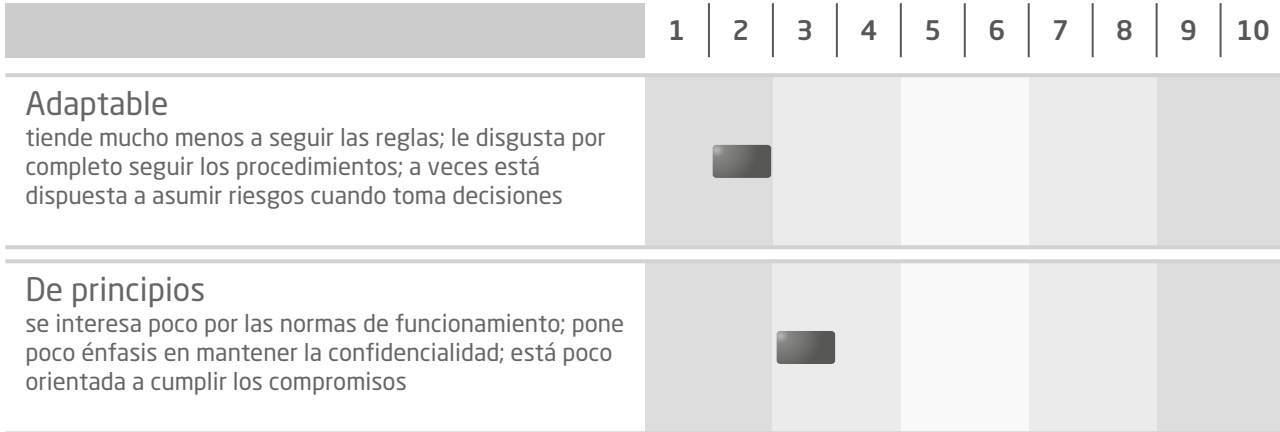 1 2 3 4 5 6 7 8 9 10
Adaptable
tiende mucho menos a seguir las reglas; le disgusta por
completo seguir los procedimientos; a veces está
dispuesta a asumir riesgos cuando toma decisiones
De principios
se interesa poco por las normas de funcionamiento; pone
poco énfasis en mantener la confidencialidad; está poco
orientada a cumplir los compromisos